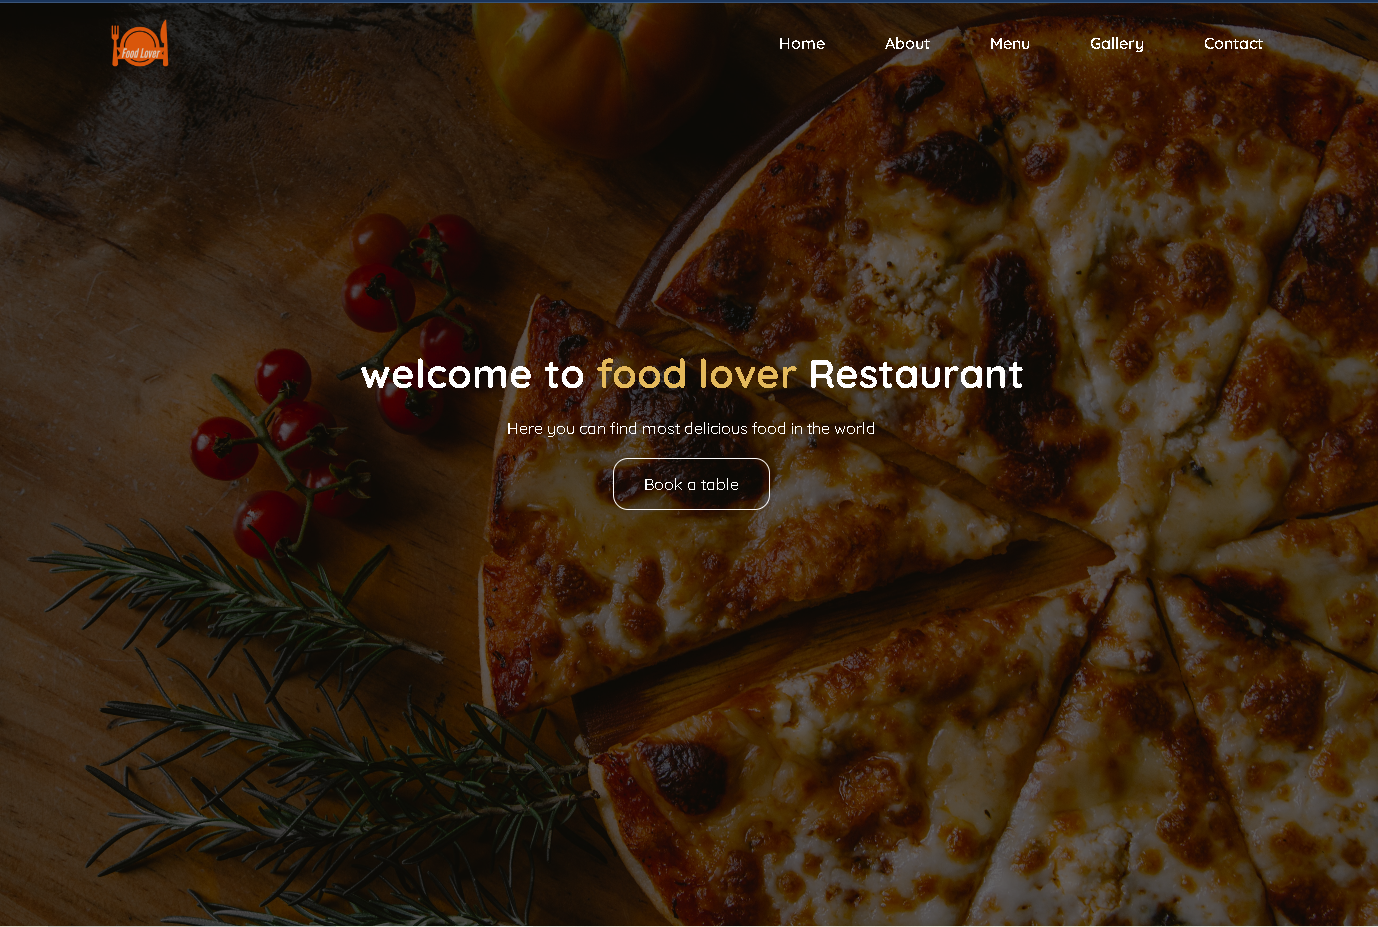 Food Lover
Home About Menu Gallery Contact
welcome to food lover Restaurant
Here you can find most delicious food in the world
Book a table